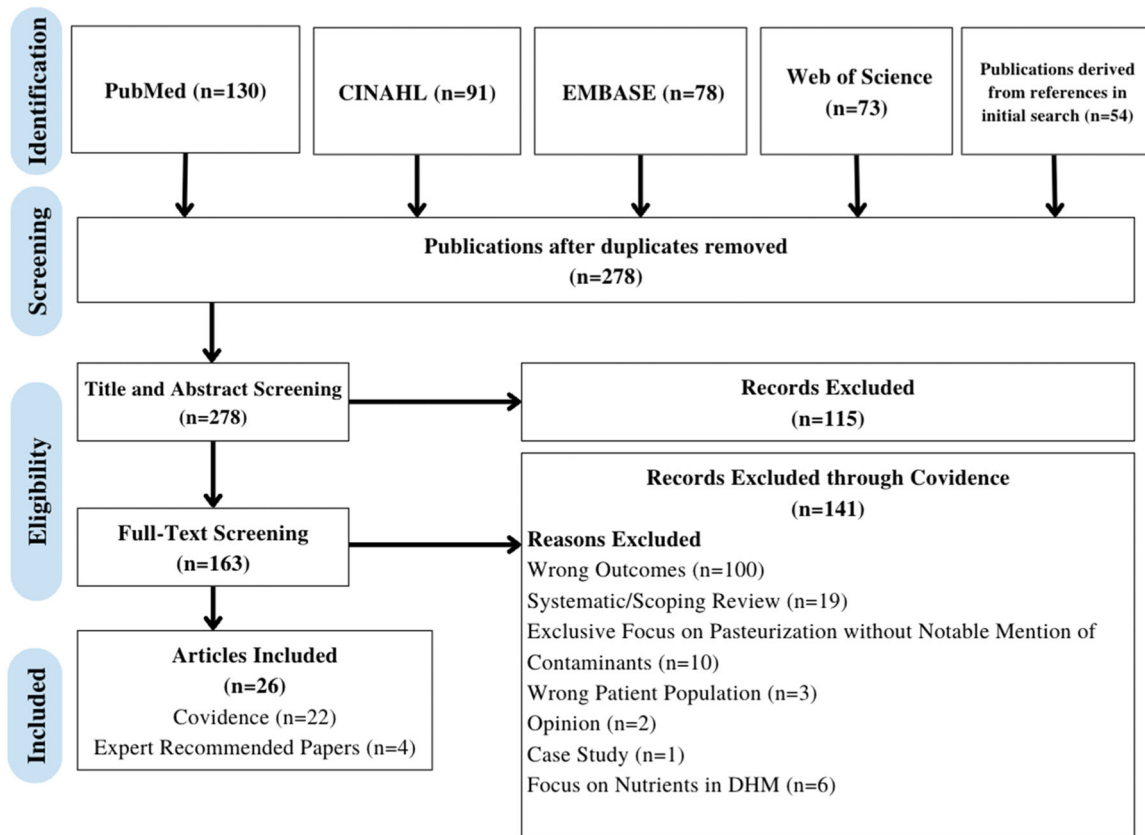 Identification
PubMed (n=130)
CINAHL (n=91)
EMBASE (n=78)
Web of Science
(n=73)
Publications derived
from references in
initial search (n=54)
Screening
Publications after duplicates removed
(n=278)
Eligibility
Title and Abstract Screening
(n=278)
Records Excluded
(n=115)
Full-Text Screening
(n=163)
Records Excluded through Covidence
(n=141)
Reasons Excluded
Wrong Outcomes (n=100)
Systematic/Scoping Review (n=19)
Exclusive Focus on Pasteurization without Notable Mention of
Contaminants (n=10)
Wrong Patient Population (n=3)
Opinion (n=2)
Case Study (n=1)
Focus on Nutrients in DHM (n=6)
Included
Articles Included
(n=26)
Covidence (n=22)
Expert Recommended Papers (n=4)